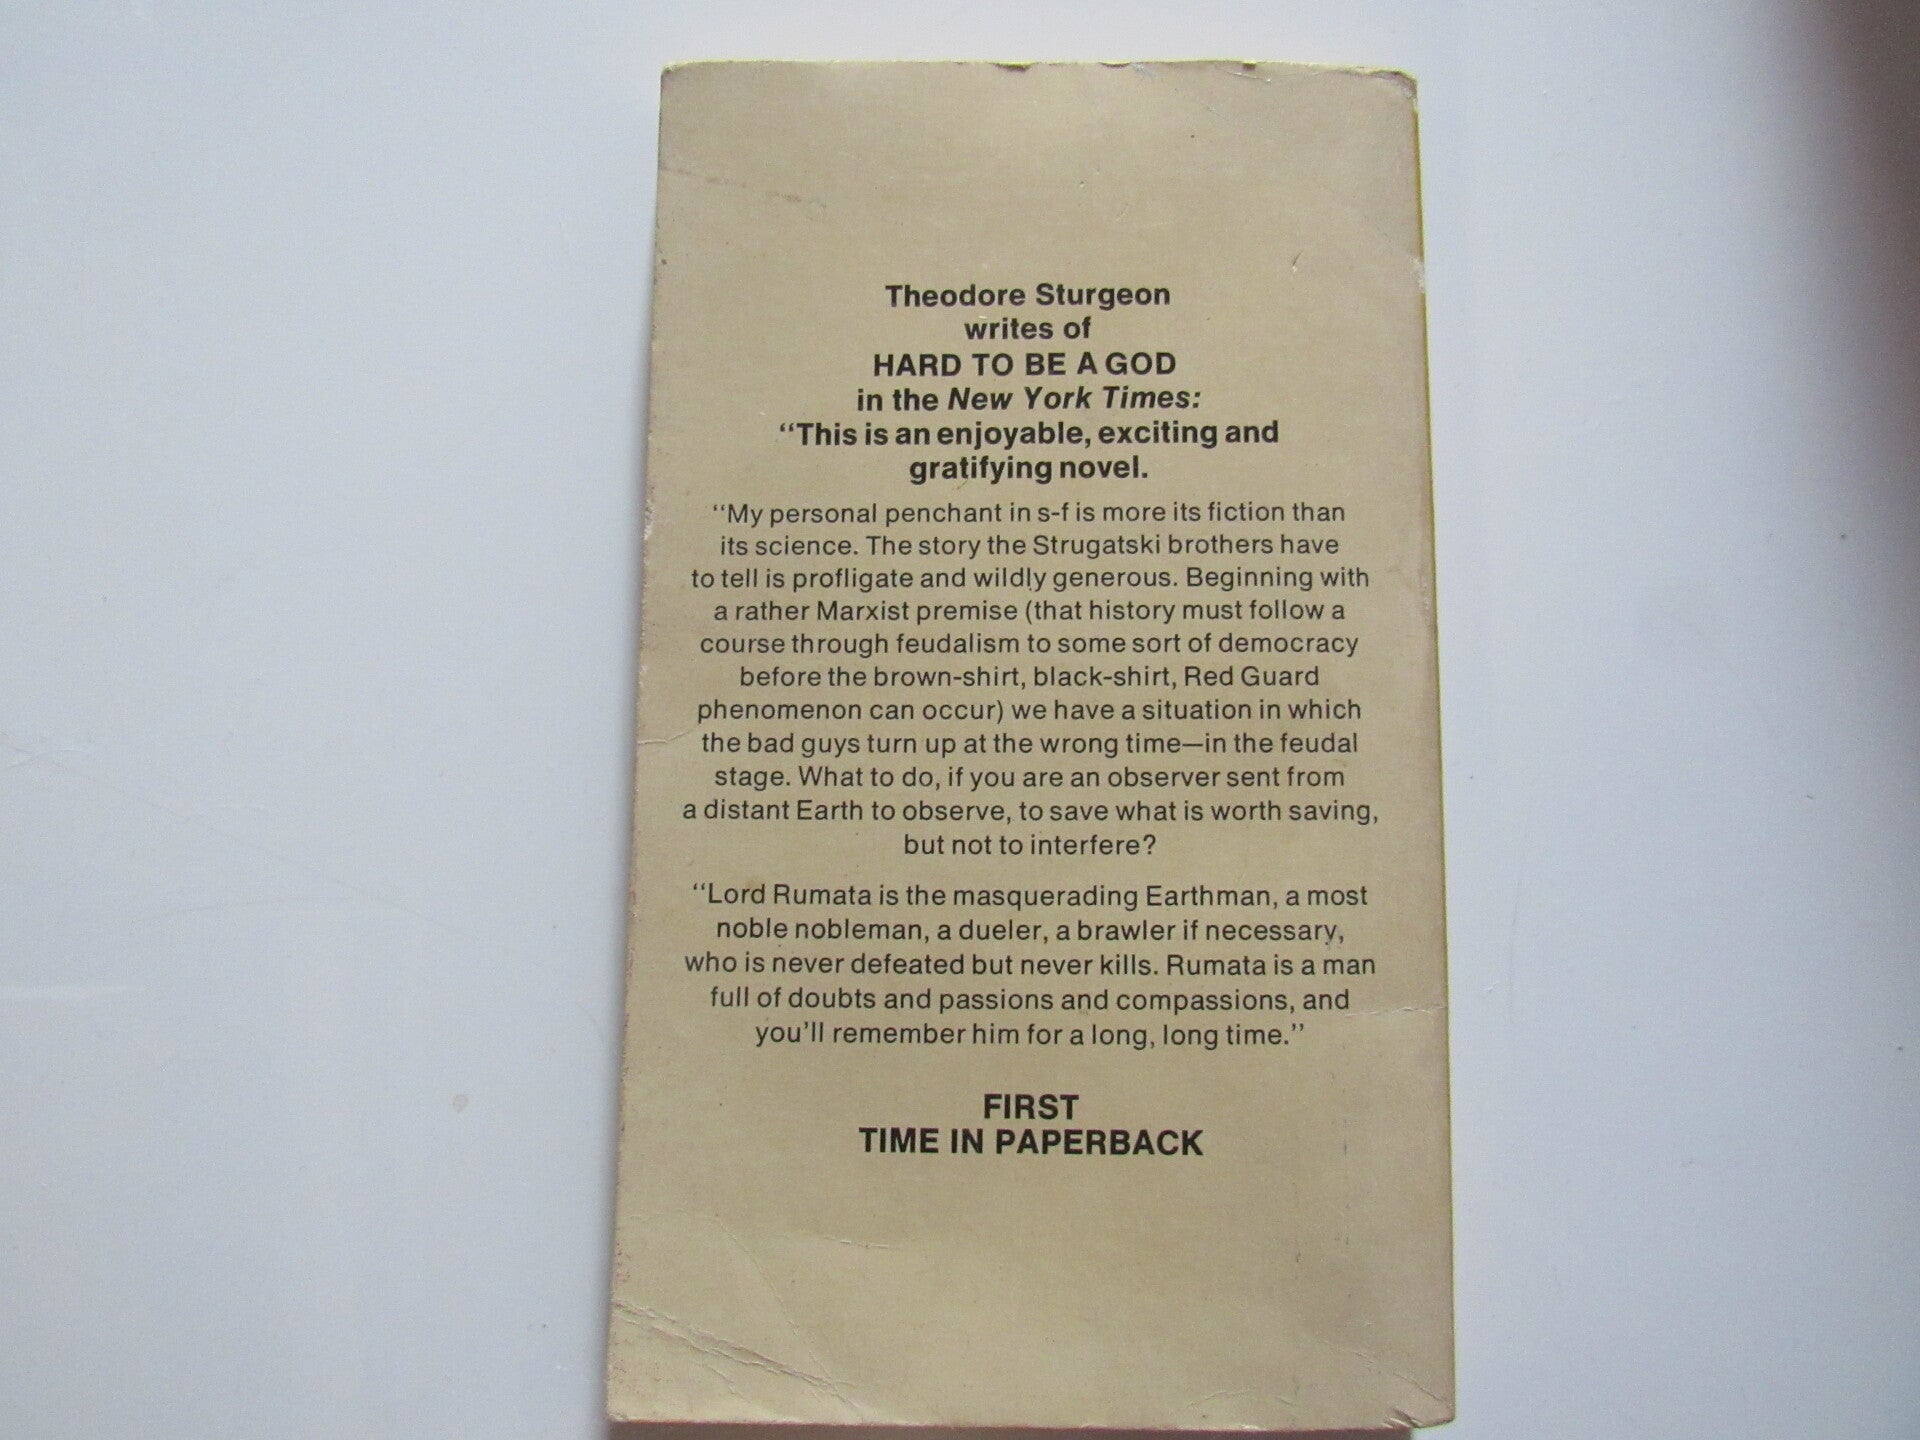 Theodore Sturgeon
writes of
HARD TO BE A GOD
in the New York Times:
"This is an enjoyable, exciting and
gratifying novel.
"My personal penchant in s-f is more its fiction than
its science. The story the Strugatski brothers have
to tell is profligate and wildly generous. Beginning with
a rather Marxist premise (that history must follow a
course through feudalism to some sort of democracy
before the brown-shirt, black-shirt, Red Guard
phenomenon can occur) we have a situation in which
the bad guys turn up at the wrong time—in the feudal
stage. What to do, if you are an observer sent from
a distant Earth to observe, to save what is worth saving,
but not to interfere?
"Lord Rumata is the masquerading Earthman, a most
noble nobleman, a dueler, a brawler if necessary,
who is never defeated but never kills. Rumata is a man
full of doubts and passions and compassions, and
you'll remember him for a long, long time."
FIRST
TIME IN PAPERBACK